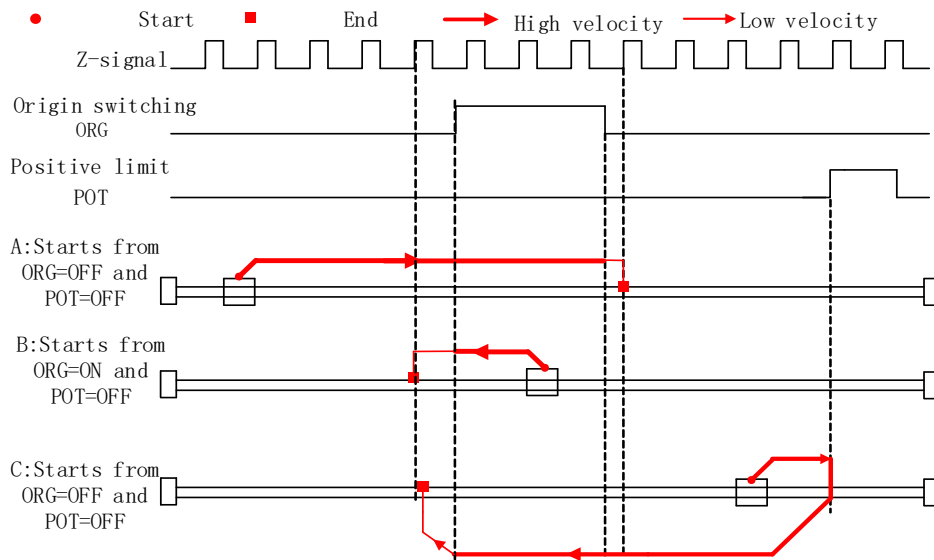 Start End High velocity Low velocity
Z-signal
Origin switching
ORG
Positive limit
POT
A:Starts from
ORG=OFF and
POT=OFF
B:Starts from
ORG=ON and
POT=OFF
C:Starts from
ORG=OFF and
POT=OFF